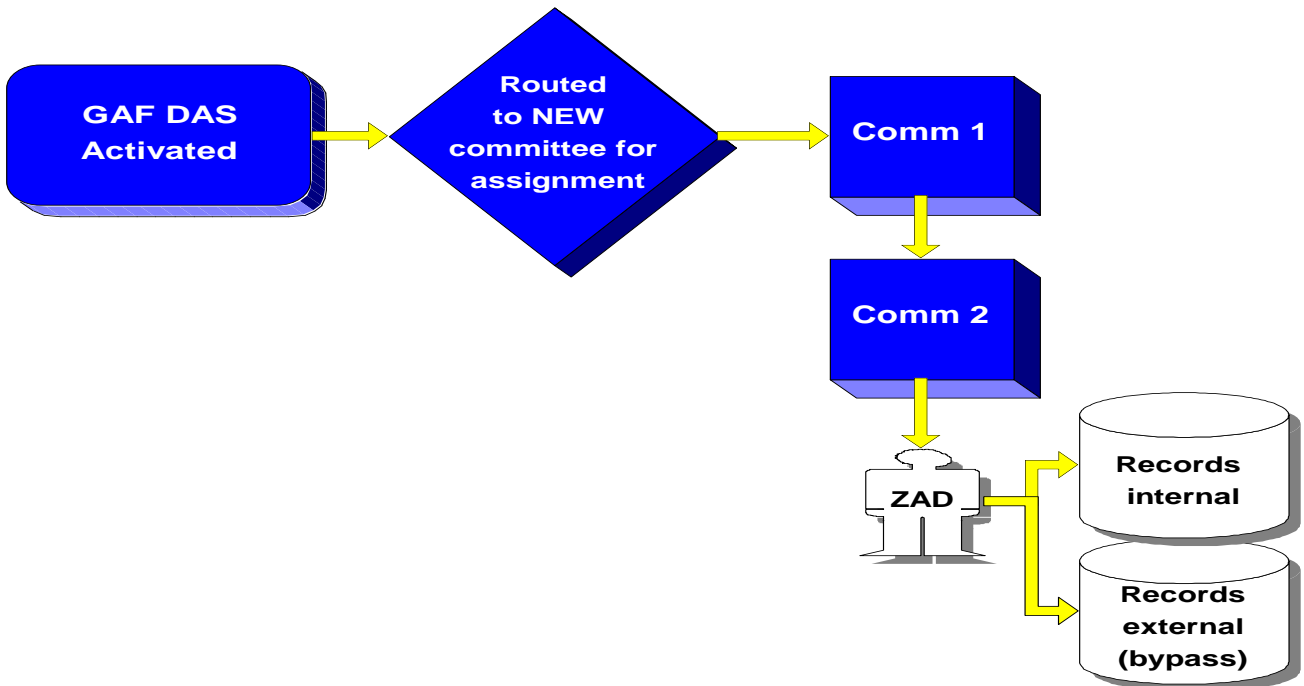 GAF DAS
Activated
Routed
to NEW
committee for
assignment
Comm 1
Comm 2
ZAD
Records
internal
Records
external
(bypass)